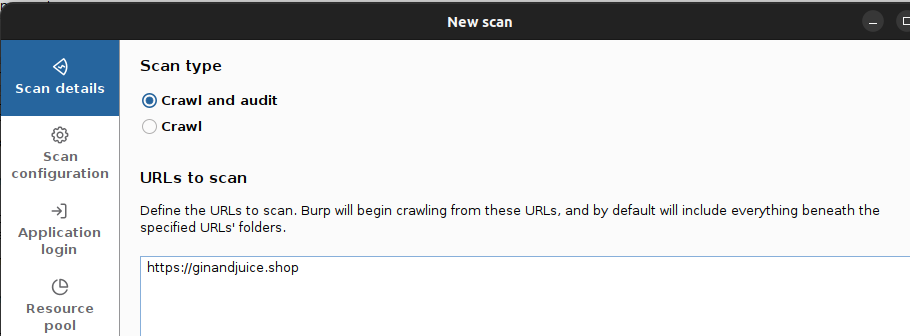 New scan
Scan details
Scan configuration
Application login
Resource pool
Scan type
Crawl and audit
Crawl
URLs to scan
Define the URLs to scan. Burp will begin crawling from these URLs, and by default will include everything beneath the
specified URLs' folders.
https://ginandjuice.shop